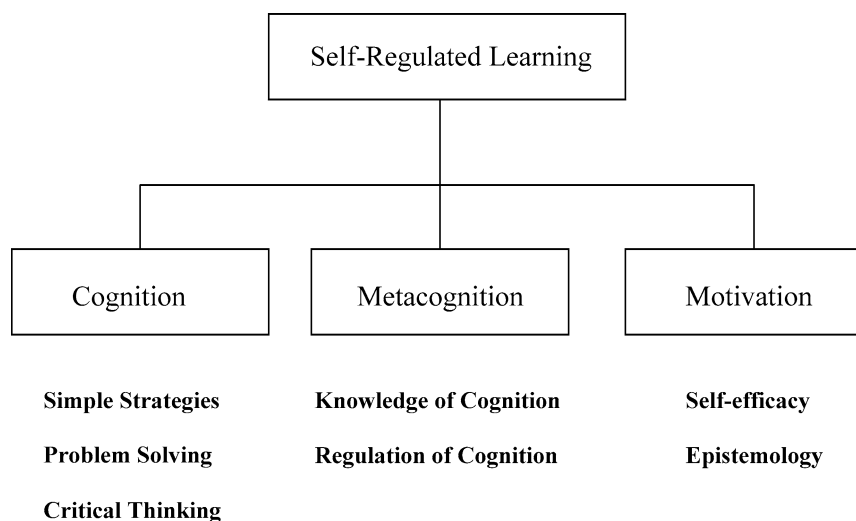 Self-Regulated Learning
Cognition
Metacognition
Motivation
Simple Strategies
Knowledge of Cognition
Self-efficacy
Problem Solving
Regulation of Cognition
Epistemology
Critical Thinking